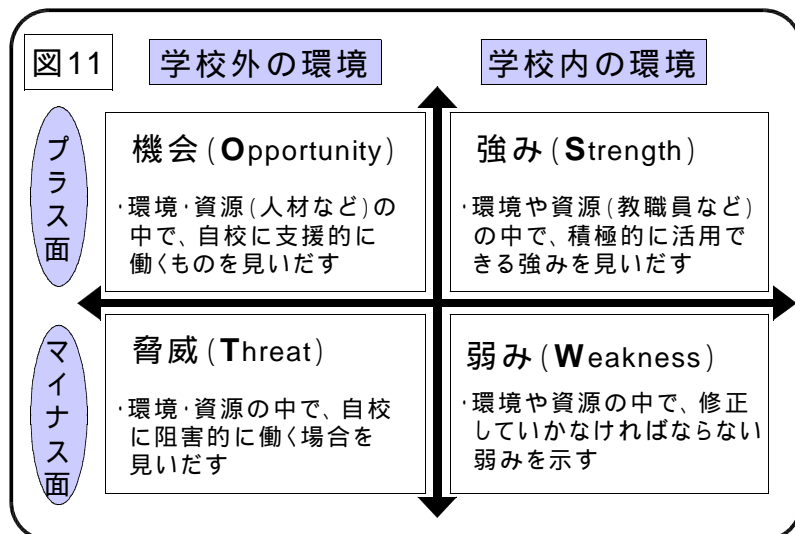 図11
学校外の環境
学校内の環境
プラス面
機会(Opportunity)
・環境・資源(人材など)の
中で、自校に支援的に
働くものを見いだす
強み(Strength)
・環境や資源(教職員など)
の中で、積極的に活用で
きる強みを見いだす
マイナス面
脅威(Threat)
・環境・資源の中で、自校
に阻害的に働く場合を
見いだす
弱み(Weakness)
・環境や資源の中で、修正
していかなければならない
弱みを示す